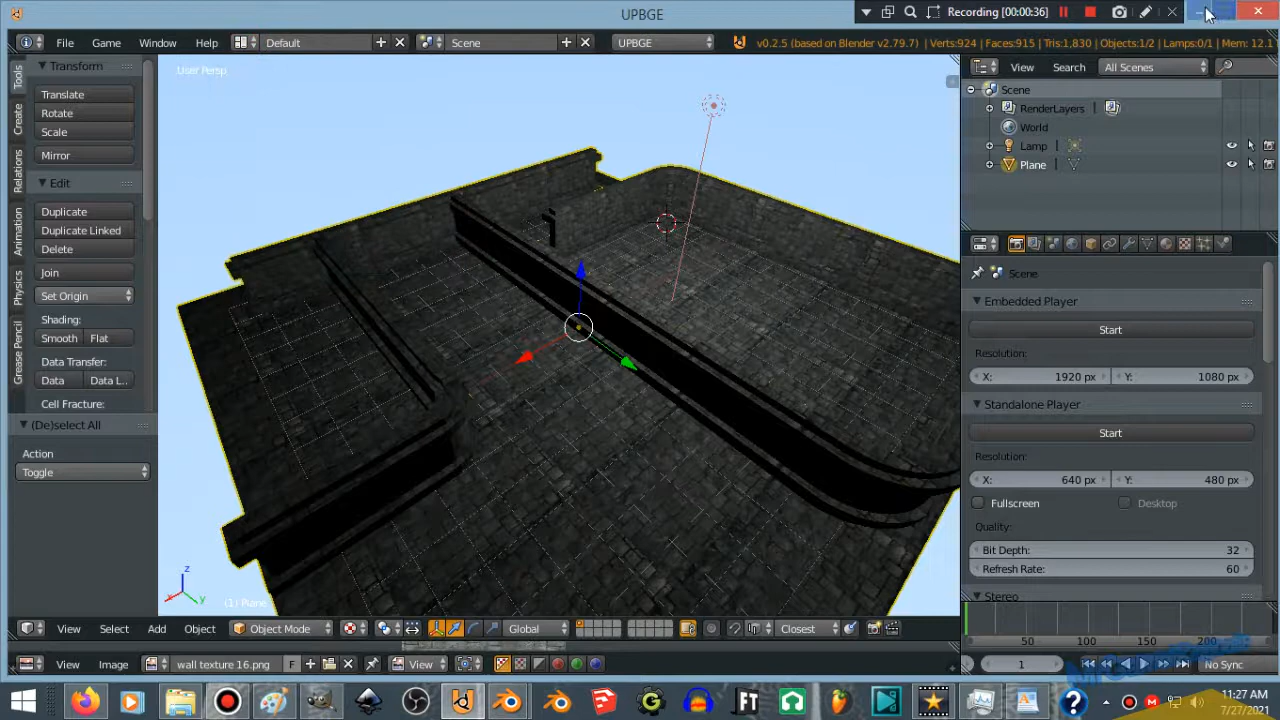 UPBGE
Recording [00:00:36]
File Game Window Help Default Scene UPBGE v0.2.5 (based on Blender v2.79.7) | Verts:924 | Faces:915 | Tris:1,830 | Objects:1/2 | Lamps:0/1 | Mem: 12.1
Tools
Create
Relations
Animation
Physics
Grease Pencil
Transform
Translate
Rotate
Scale
Mirror
Edit
Duplicate
Duplicate Linked
Delete
Join
Set Origin
Shading:
Smooth Flat
Data Transfer:
Data Data L..
Cell Fracture:
(De)select All
Action
Toggle
User Persp
z
x y
(1) Plane
View Search All Scenes
Scene
RenderLayers
World
Lamp
Plane
Scene
Embedded Player
Start
Resolution:
X: 1920 px Y: 1080 px
Standalone Player
Start
Resolution:
X: 640 px Y: 480 px
Fullscreen Desktop
Quality:
Bit Depth: 32
Refresh Rate: 60
Stereo
50 100 150 200
View Select Add Object Object Mode Global Closest
1 No Sync
View Image wall texture 16.png F View
FT
11:27 AM
7/27/2021